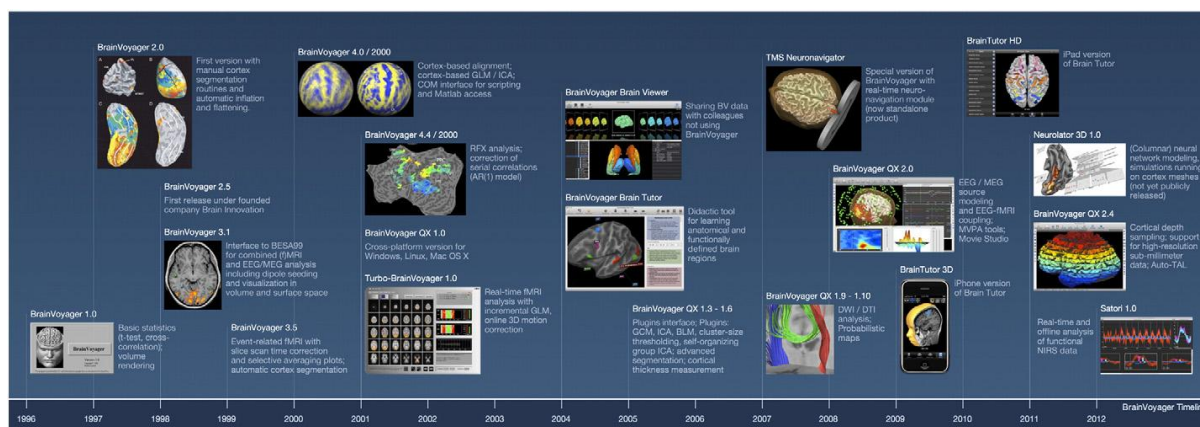 BrainVoyager 2.0
First version with
manual cortex
segmentation
routines and
automatic inflation
and flattening.
BrainVoyager 4.0 / 2000
Cortex-based alignment;
cortex-based GLM / ICA;
COM interface for scripting
and Matlab access
BrainVoyager 4.4 / 2000
RFX analysis;
correction of
serial correlations
(AR(1) model)
BrainVoyager Brain Viewer
Sharing BV data
with colleagues
not using
BrainVoyager
TMS Neuronavigator
Special version of
BrainVoyager with
real-time neuro-
navigation module
(now standalone
product)
BrainTutor HD
iPad version
of Brain Tutor
Neurolator 3D 1.0
(Columnar) neural
network modeling,
simulations running
on cortex meshes
(not yet publicly
released)
BrainVoyager 2.5
First release under founded
company Brain Innovation
BrainVoyager 3.1
Interface to BESA99
for combined (f)MRI
and EEG/MEG analysis
including dipole seeding
and visualization in
volume and surface space
BrainVoyager QX 1.0
Cross-platform version for
Windows, Linux, Mac OS X
BrainVoyager Brain Tutor
Didactic tool
for learning
anatomical and
functionally
defined brain
regions
BrainVoyager QX 2.0
EEG / MEG
source
modeling
and EEG-fMRI
coupling;
MVPA tools;
Movie Studio
BrainVoyager QX 2.4
Cortical depth
sampling; support
for high-resolution
sub-millimeter
data; Auto-TAL
Turbo-BrainVoyager 1.0
Real-time fMRI
analysis with
incremental GLM,
online 3D motion
correction
BrainTutor 3D
iPhone version
of Brain Tutor
BrainVoyager 1.0
Basic statistics
(t-test, cross-
correlation);
volume
rendering
BrainVoyager
BrainVoyager 3.5
Event-related fMRI with
slice scan time correction
and selective averaging plots;
automatic cortex segmentation
BrainVoyager QX 1.3 - 1.6
Plugins interface; Plugins:
GCM, ICA, BLM, cluster-size
thresholding, self-organizing
group ICA; advanced
segmentation; cortical
thickness measurement
BrainVoyager QX 1.9 - 1.10
DWI / DTI
analysis;
Probabilistic
maps
Satori 1.0
Real-time and
offline analysis
of functional
NIRS data
BrainVoyager Timeline
1996 1997 1998 1999 2000 2001 2002 2003 2004 2005 2006 2007 2008 2009 2010 2011 2012